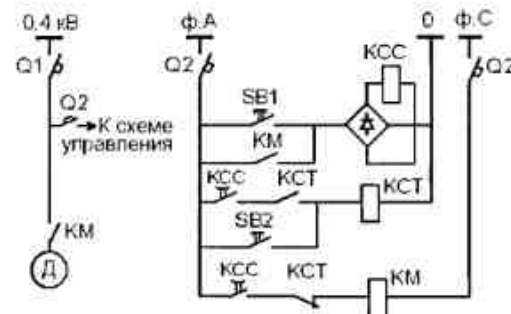 0.4 кВ ф.А 0 ф.С
Q1 Q2 КСС Q2
SB1
Q2
К схеме
управления
КМ
КСС КСТ КСТ
КМ
SB2
Д
КСС КСТ КМ